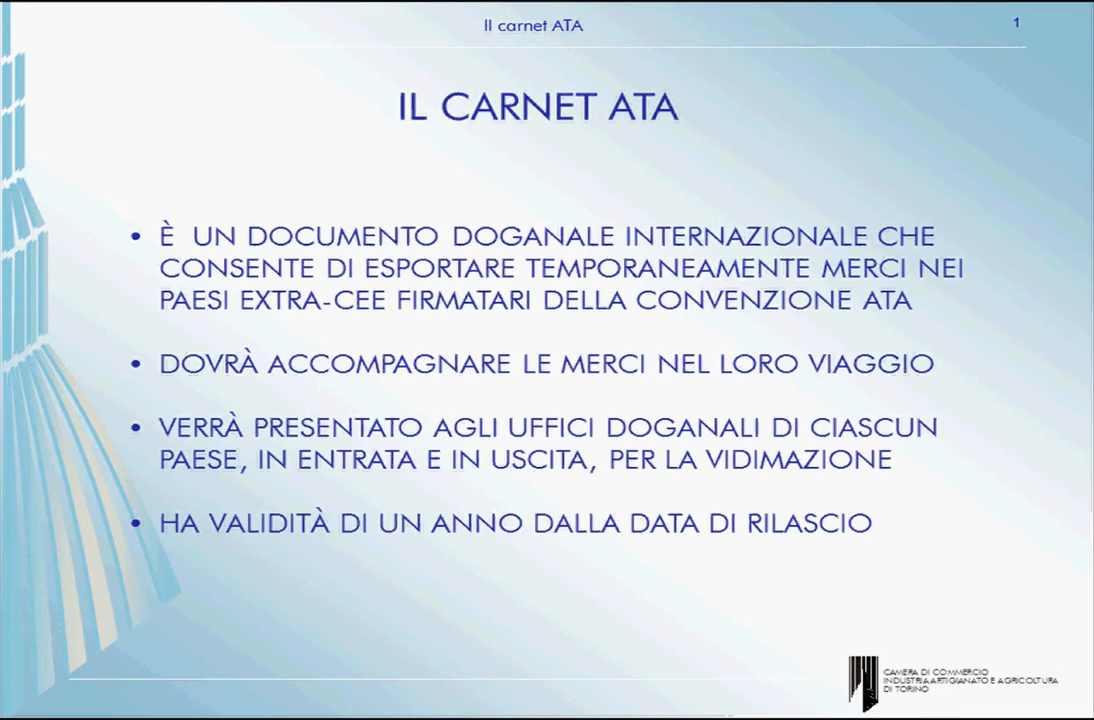 Il carnet ATA
1
IL CARNET ATA
• È UN DOCUMENTO DOGANALE INTERNAZIONALE CHE
CONSENTE DI ESPORTARE TEMPORANEAMENTE MERCI NEI
PAESI EXTRA-CEE FIRMATARI DELLA CONVENZIONE ATA
• DOVRÀ ACCOMPAGNARE LE MERCI NEL LORO VIAGGIO
• VERRÀ PRESENTATO AGLI UFFICI DOGANALI DI CIASCUN
PAESE, IN ENTRATA E IN USCITA, PER LA VIDIMAZIONE
• HA VALIDITÀ DI UN ANNO DALLA DATA DI RILASCIO
CAMERA DI COMMERCIO
INDUSTRIA ARTIGIANATO E AGRICOLTURA
DI TORINO